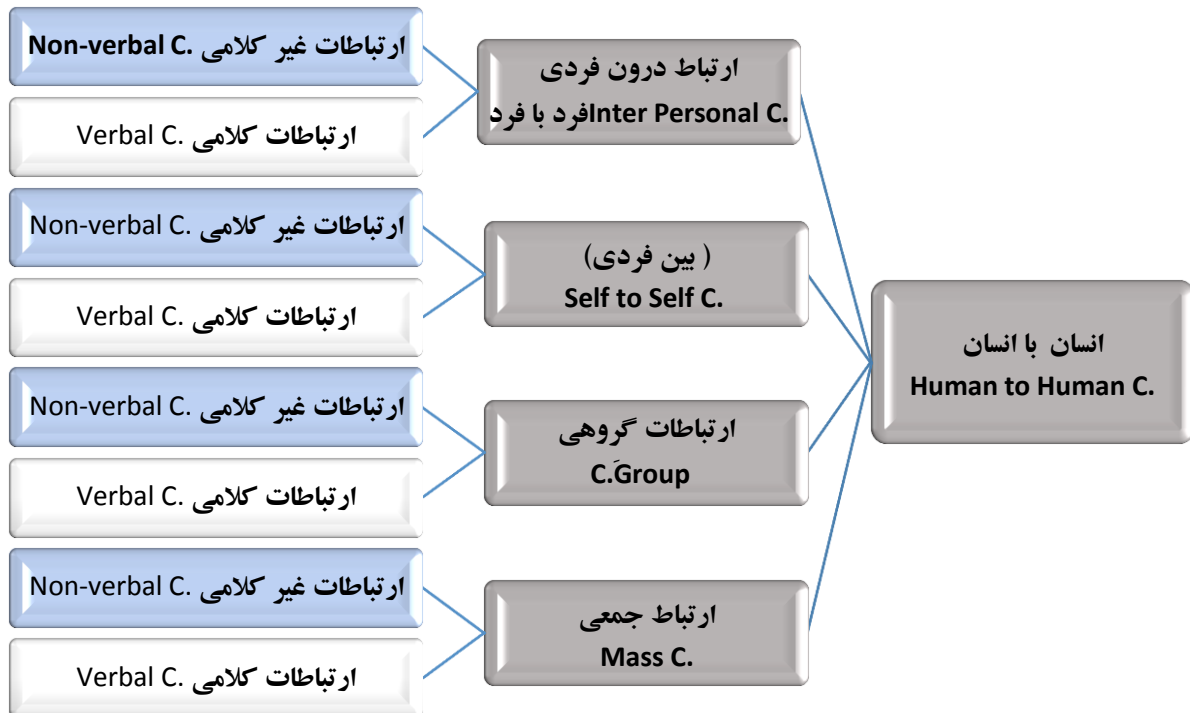 انسان با انسان
Human to Human C.
ارتباط درون فردی
فرد با فردInter Personal C.
ارتباطات غیر کلامی Non-verbal C.
ارتباطات کلامی Verbal C.
(بین فردی )
Self to Self C.
ارتباطات غیر کلامی Non-verbal C.
ارتباطات کلامی Verbal C.
ارتباطات گروهی
C.َGroup
ارتباطات غیر کلامی Non-verbal C.
ارتباطات کلامی Verbal C.
ارتباط جمعی
Mass C.
ارتباطات غیر کلامی Non-verbal C.
ارتباطات کلامی Verbal C.